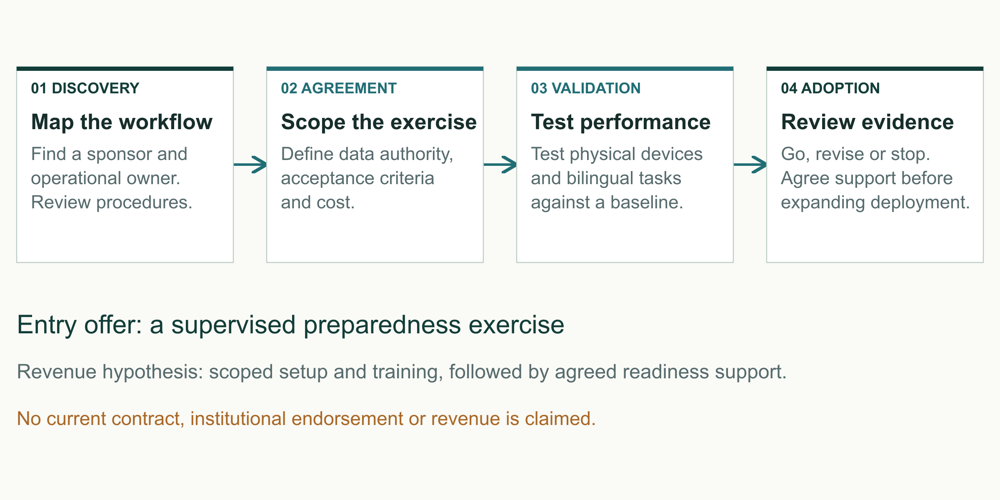 01 DISCOVERY
Map the workflow
Find a sponsor and
operational owner.
Review procedures.
02 AGREEMENT
Scope the exercise
Define data authority,
acceptance criteria
and cost.
03 VALIDATION
Test performance
Test physical devices
and bilingual tasks
against a baseline.
04 ADOPTION
Review evidence
Go, revise or stop.
Agree support before
expanding deployment.
Entry offer: a supervised preparedness exercise
Revenue hypothesis: scoped setup and training, followed by agreed readiness support.
No current contract, institutional endorsement or revenue is claimed.